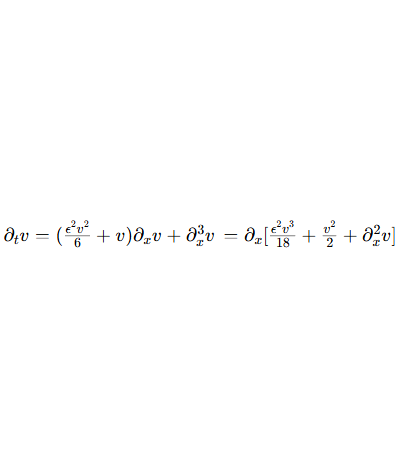 ∂ₜv = (ϵ²v²/6 + v)∂ₓv + ∂ₓ³v = ∂ₓ[ϵ²v³/18 + v²/2 + ∂ₓ²v]